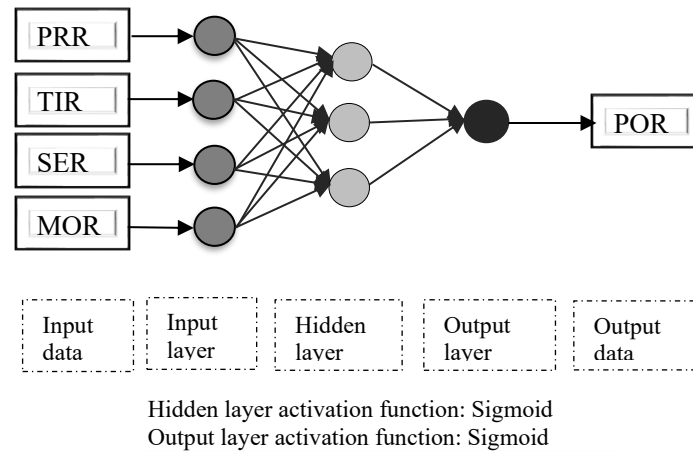 PRR
TIR
SER
MOR
POR
Input data
Input layer
Hidden layer
Output layer
Output data
Hidden layer activation function: Sigmoid
Output layer activation function: Sigmoid